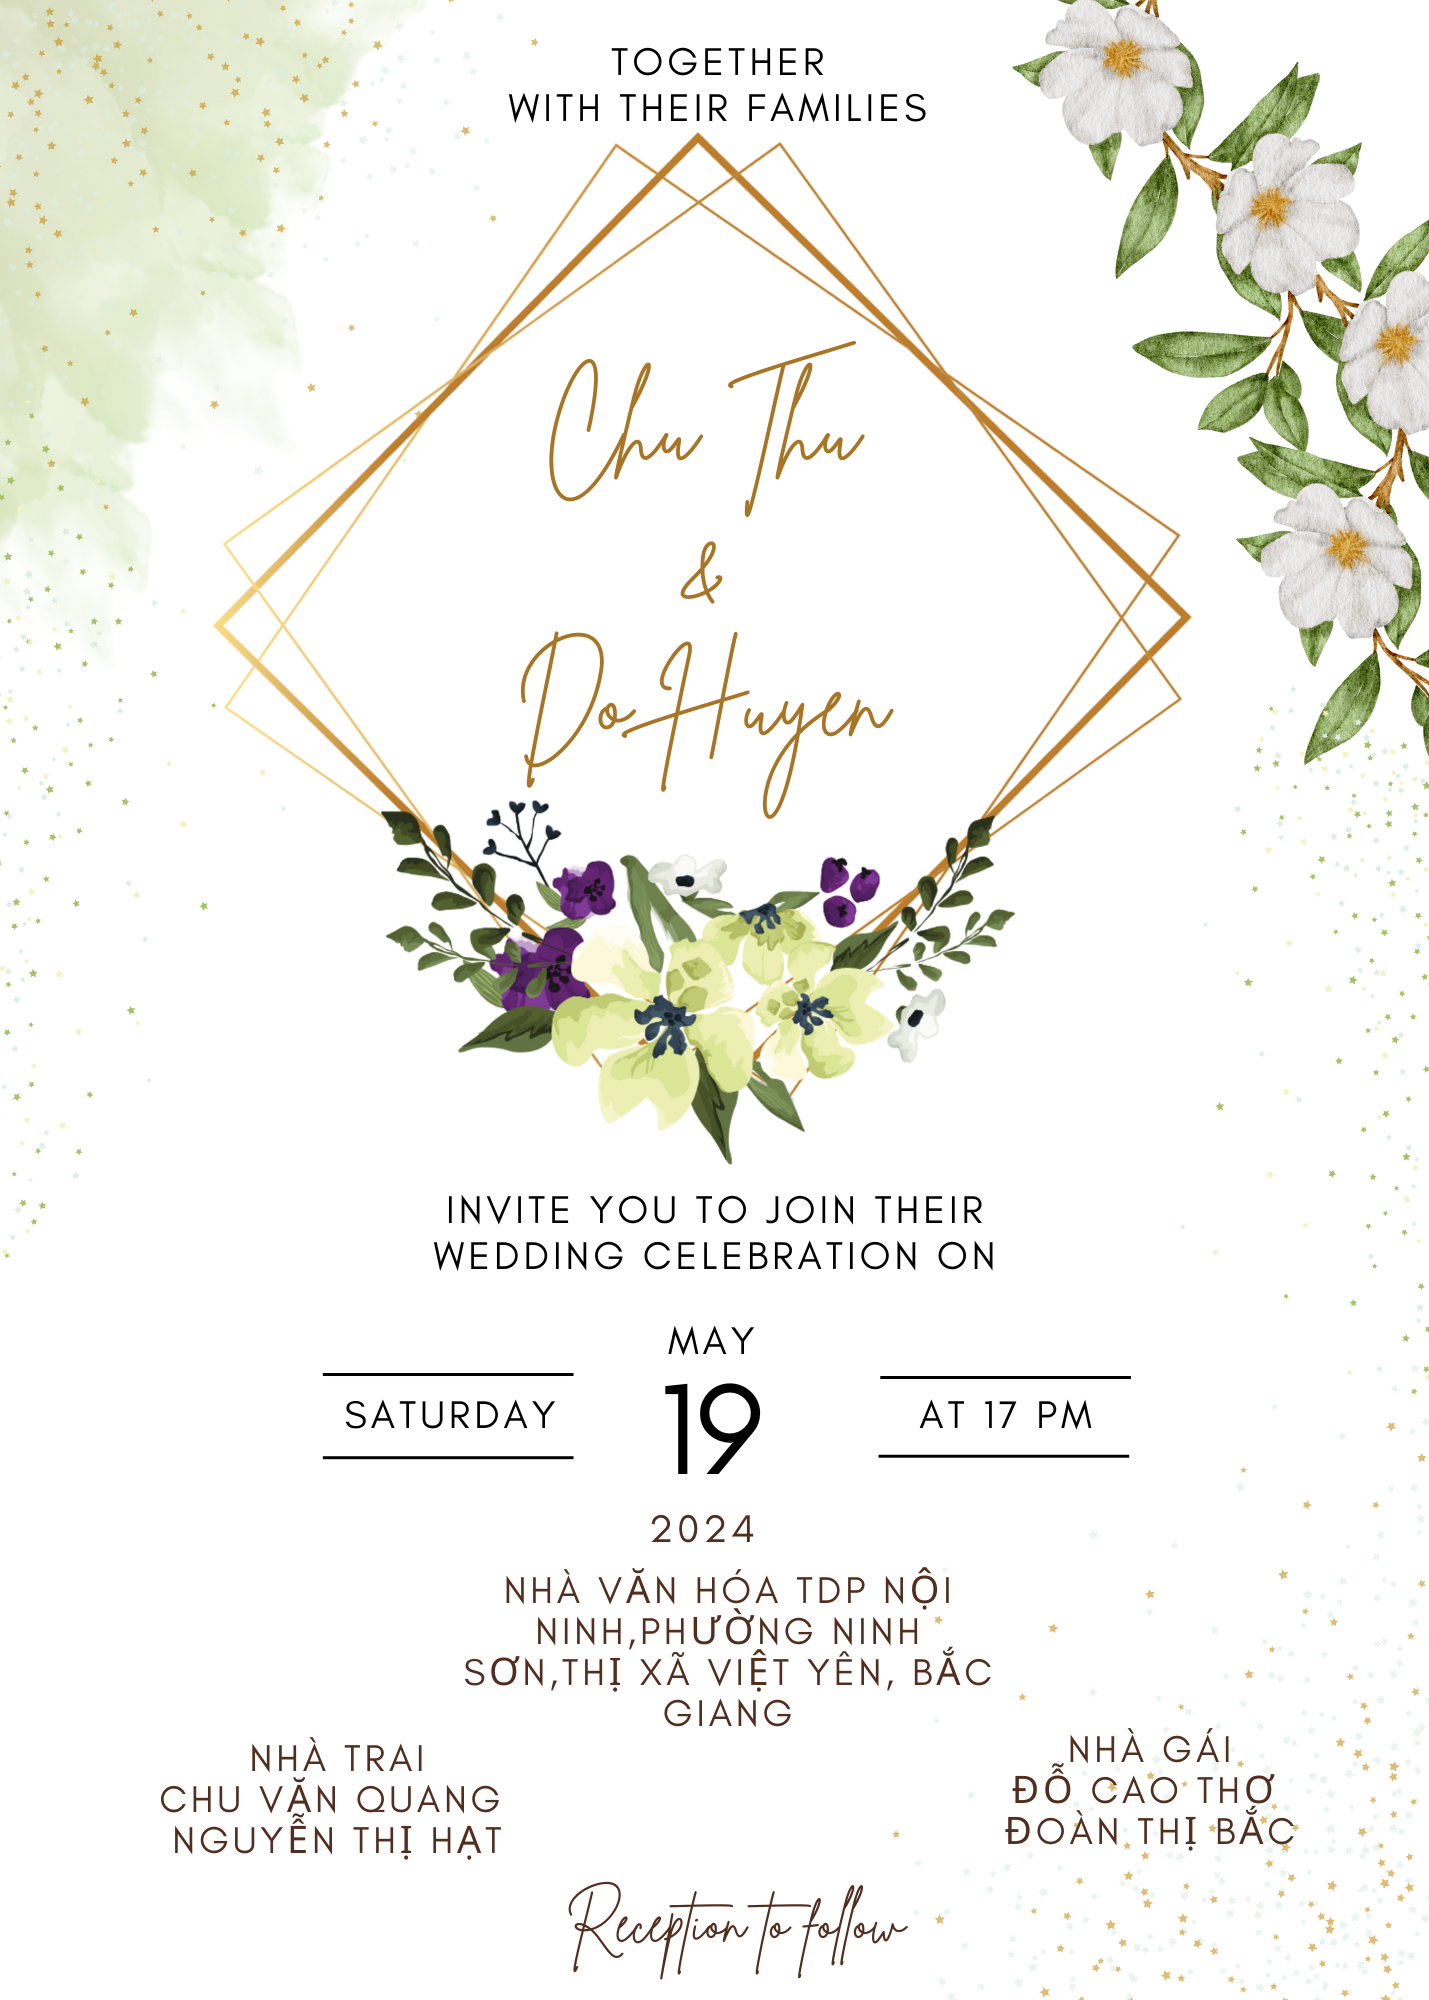 TOGETHER
WITH THEIR FAMILIES
Chu Thu
&
Do Huyen
INVITE YOU TO JOIN THEIR
WEDDING CELEBRATION ON
MAY
SATURDAY
19
AT 17 PM
2024
NHÀ VĂN HÓA TDP NỘI
NINH,PHƯỜNG NINH
SƠN,THỊ XÃ VIỆT YÊN, BẮC
GIANG
NHÀ TRAI
CHU VĂN QUANG
NGUYỄN THỊ HẠT
NHÀ GÁI
ĐỖ CAO THƠ
ĐOÀN THỊ BẮC
Reception to follow